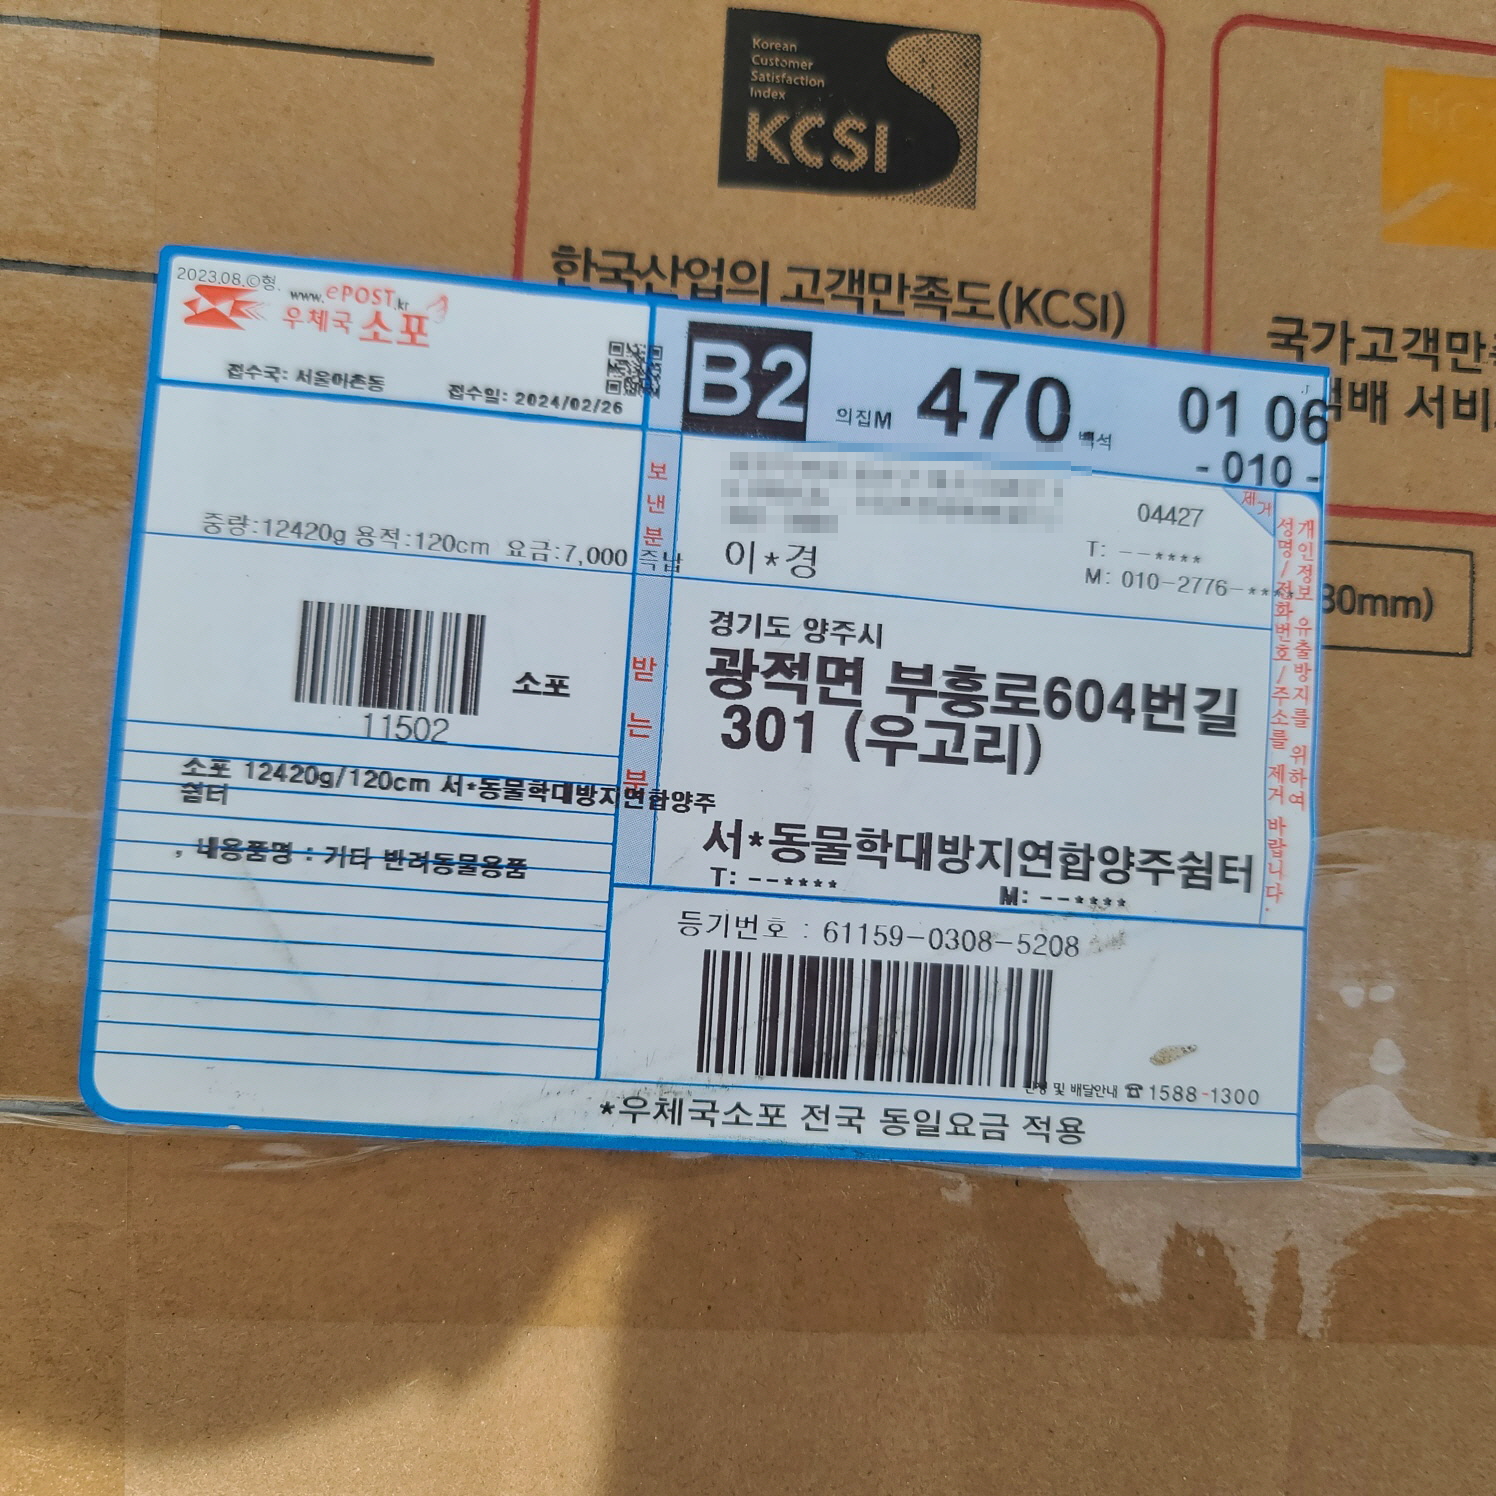 Korean
Customer
Satisfaction
Index
KCSI
한국산업의 고객만족도(KCSI)
국가고객만
택배 서비
30mm)
2023.08.ⓒ형.
www.ePOST.kr
우체국 소포
접수국: 서울이촌동
접수일: 2024/02/26
B2 의집M 470 백석 01 06
- 010 -
중량:12420g 용적:120cm 요금:7,000 즉납
보낸분
04427
이*경
T: --****
M: 010-2776-****
제거
개인정보 유출방지를 위하여
성명/전화번호/주소를 제거 바랍니다.
11502
소포
받는분
경기도 양주시
광적면 부흥로604번길
301 (우고리)
소포 12420g/120cm 서*동물학대방지연합양주
쉼터
, 내용품명 : 기타 반려동물용품
서*동물학대방지연합양주쉼터
T: --****
M: --****
등기번호 : 61159-0308-5208
및 배달안내 ☎1588-1300
*우체국소포 전국 동일요금 적용